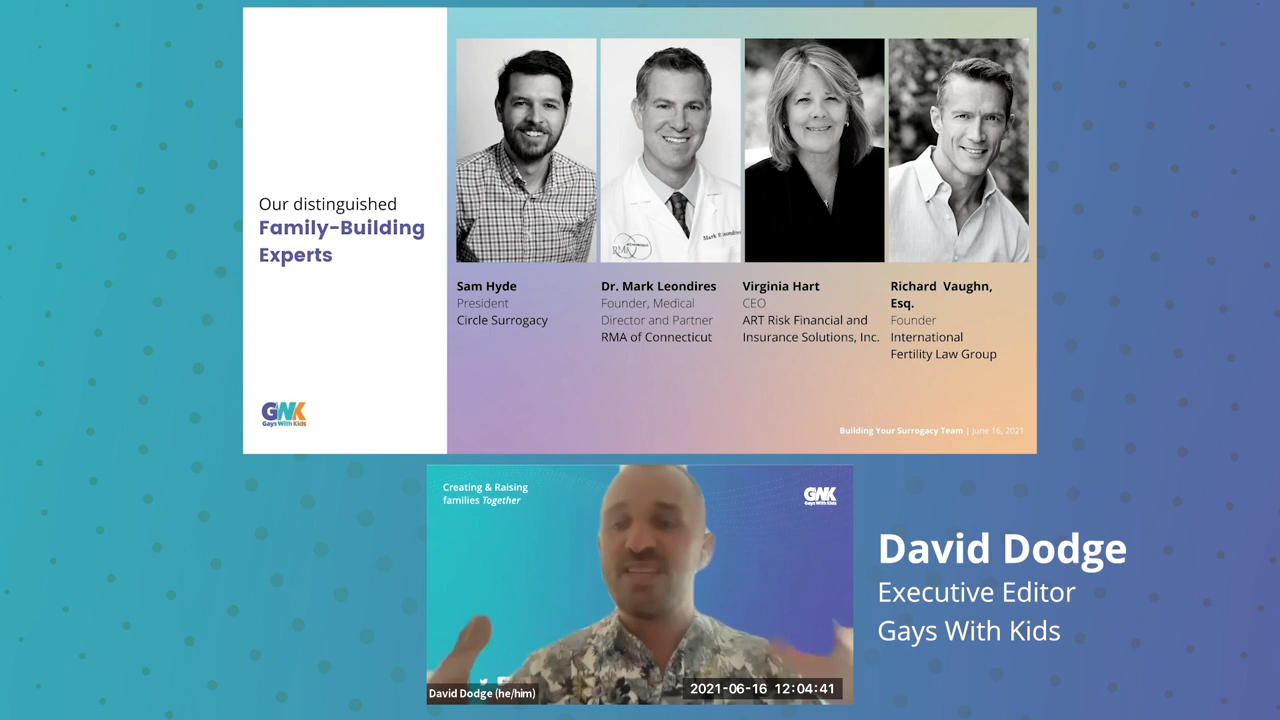 Our distinguished
Family-Building
Experts
GWK
Gays With Kids
RMA
Sam Hyde
President
Circle Surrogacy
Dr. Mark Leondires
Founder, Medical
Director and Partner
RMA of Connecticut
Virginia Hart
CEO
ART Risk Financial and
Insurance Solutions, Inc.
Richard Vaughn,
Esq.
Founder
International
Fertility Law Group
Building Your Surrogacy Team | June 16, 2021
Creating & Raising
families Together
GWK
Gays With Kids
David Dodge (he/him)
2021-06-16 12:04:41
David Dodge
Executive Editor
Gays With Kids